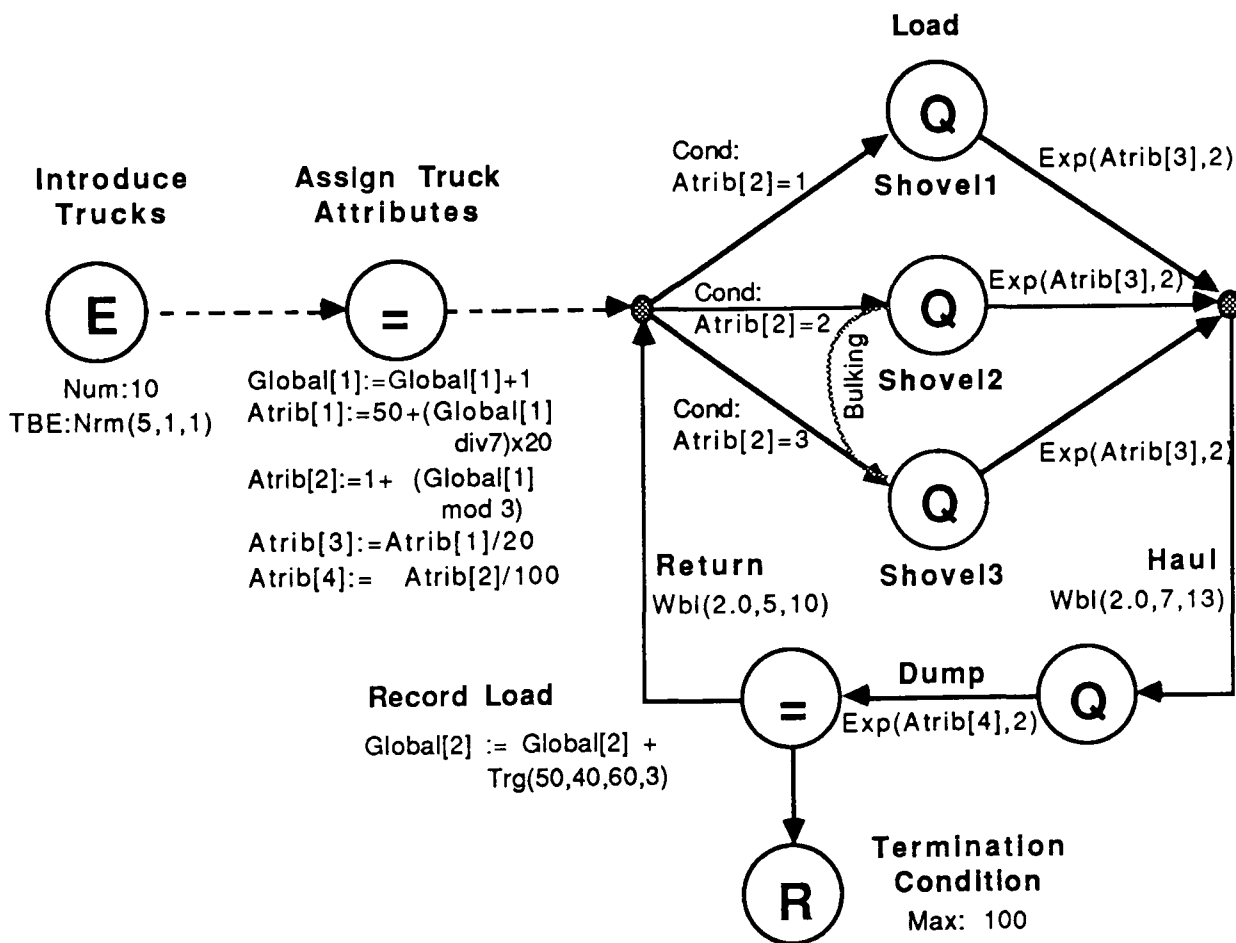 Load
Q
Cond:
Atrib[2]=1
Shovel1
Exp(Atrib[3],2)
Introduce
Trucks
Assign Truck
Attributes
E
=
Num:10
TBE:Nrm(5,1,1)
Global[1]:=Global[1]+1
Atrib[1]:=50+(Global[1]
div7)x20
Atrib[2]:=1+ (Global[1]
mod 3)
Atrib[3]:=Atrib[1]/20
Atrib[4]:= Atrib[2]/100
Cond:
Atrib[2]=2
Q
Exp(Atrib[3],2)
Shovel2
Bulking
Cond:
Atrib[2]=3
Q
Exp(Atrib[3],2)
Shovel3
Return
Wbl(2.0,5,10)
Haul
Wbl(2.0,7,13)
Record Load
Global[2] := Global[2] +
Trg(50,40,60,3)
=
Dump
Exp(Atrib[4],2)
Q
R
Termination
Condition
Max: 100